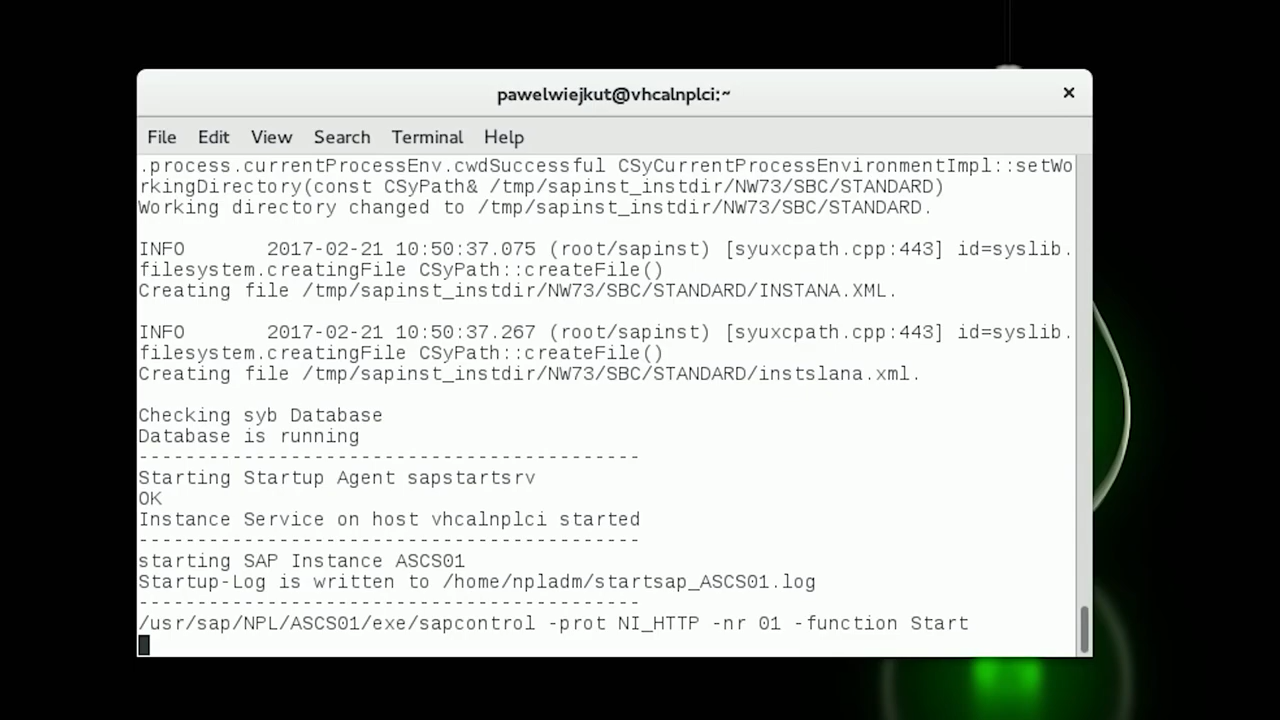 pawelwiejkut@vhcalnplci:~
×
File Edit View Search Terminal Help
.process.currentProcessEnv.cwdSuccessful CSyCurrentProcessEnvironmentImpl::setWo
rkingDirectory(const CSyPath& /tmp/sapinst_instdir/NW73/SBC/STANDARD)
Working directory changed to /tmp/sapinst_instdir/NW73/SBC/STANDARD.
INFO       2017-02-21 10:50:37.075 (root/sapinst) [syuxcpath.cpp:443] id=syslib.
filesystem.creatingFile CSyPath::createFile()
Creating file /tmp/sapinst_instdir/NW73/SBC/STANDARD/INSTANA.XML.
INFO       2017-02-21 10:50:37.267 (root/sapinst) [syuxcpath.cpp:443] id=syslib.
filesystem.creatingFile CSyPath::createFile()
Creating file /tmp/sapinst_instdir/NW73/SBC/STANDARD/instslana.xml.
Checking syb Database
Database is running
-------------------------------------------
Starting Startup Agent sapstartsrv
OK
Instance Service on host vhcalnplci started
-------------------------------------------
starting SAP Instance ASCS01
Startup-Log is written to /home/npladm/startsap_ASCS01.log
-------------------------------------------
/usr/sap/NPL/ASCS01/exe/sapcontrol -prot NI_HTTP -nr 01 -function Start